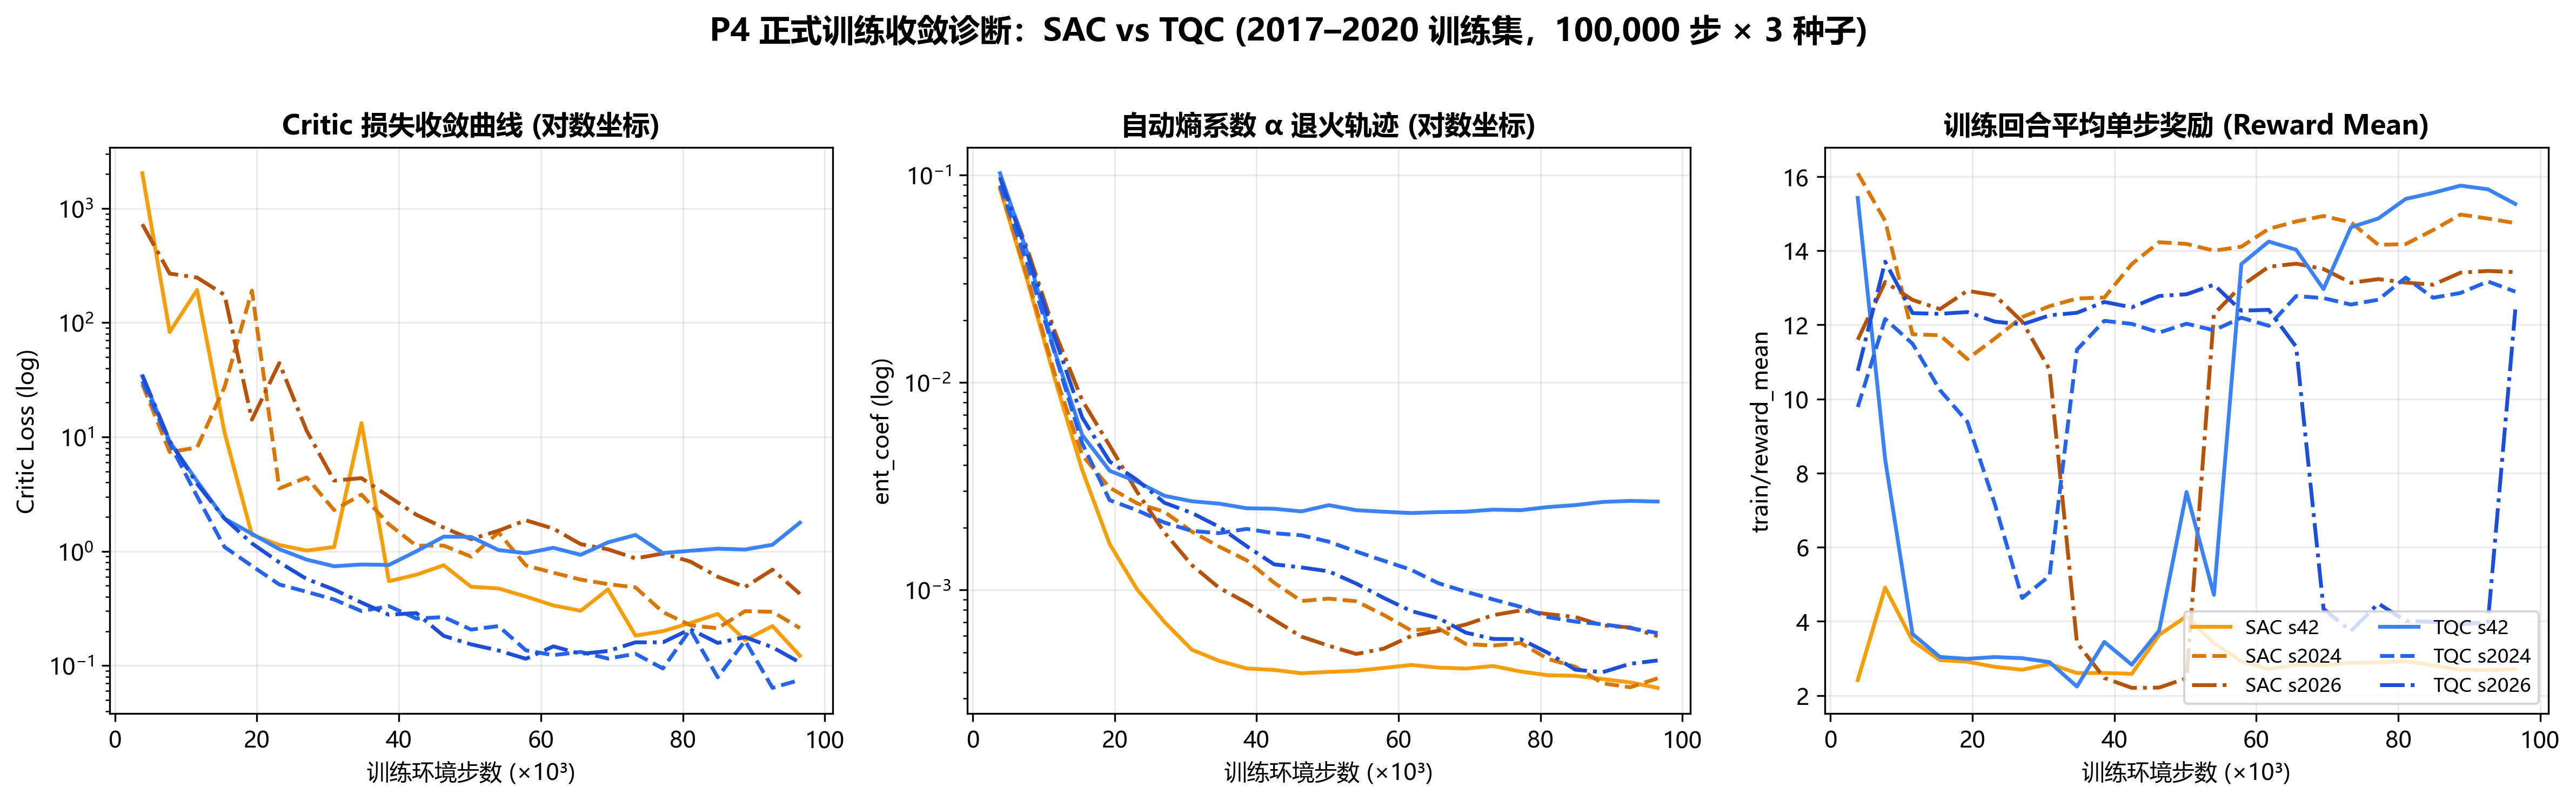 P4 正式训练收敛诊断：SAC vs TQC (2017–2020 训练集，100,000 步 × 3 种子)
Critic 损失收敛曲线 (对数坐标)
Critic Loss (log)
10³
10²
10¹
10⁰
10⁻¹
0 20 40 60 80 100
训练环境步数 (×10³)
自动熵系数 α 退火轨迹 (对数坐标)
ent_coef (log)
10⁻¹
10⁻²
10⁻³
0 20 40 60 80 100
训练环境步数 (×10³)
训练回合平均单步奖励 (Reward Mean)
train/reward_mean
16
14
12
10
8
6
4
2
0 20 40 60 80 100
训练环境步数 (×10³)
SAC s42 TQC s42
SAC s2024 TQC s2024
SAC s2026 TQC s2026